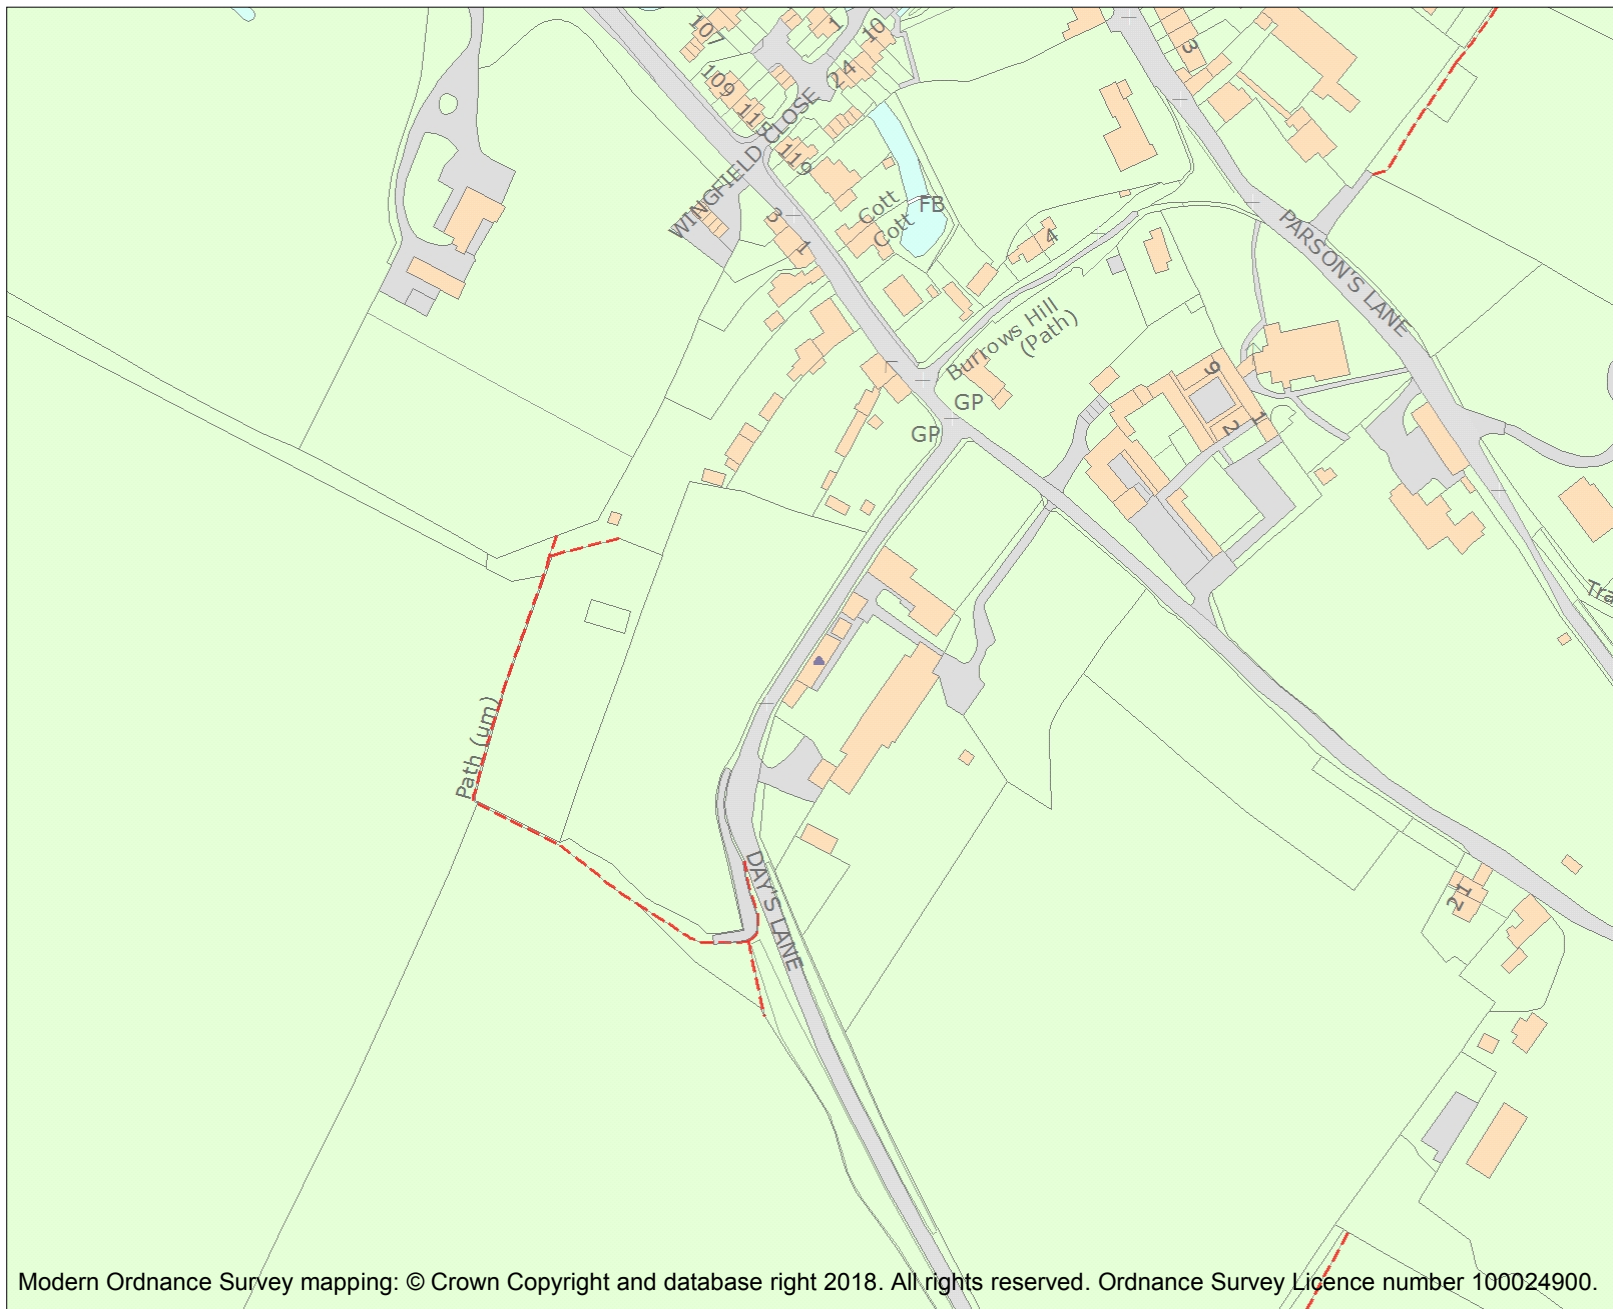 107
1
10
3
109
24
115
WINGFIELD CLOSE
119
Cott
Cott
FB
3
1
4
PARSON'S LANE
Burrows Hill
(Path)
GP
GP
9
2
1
Path (um)
DAY'S LANE
1
2
Modern Ordnance Survey mapping: © Crown Copyright and database right 2018. All rights reserved. Ordnance Survey Licence number 100024900.